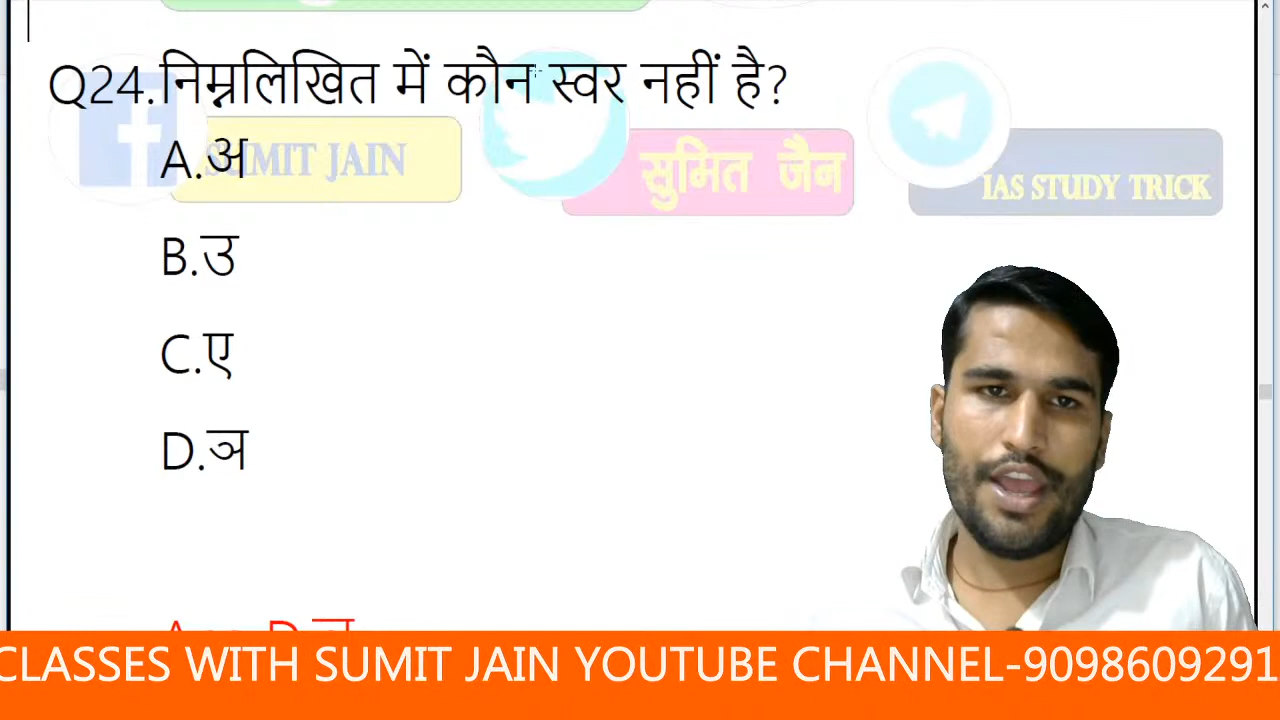 Q24.निम्नलिखित में कौन स्वर नहीं है?
A.अ
SUMIT JAIN
सुमित जैन
IAS STUDY TRICK
B.उ
C.ए
D.ञ
CLASSES WITH SUMIT JAIN YOUTUBE CHANNEL-9098609291